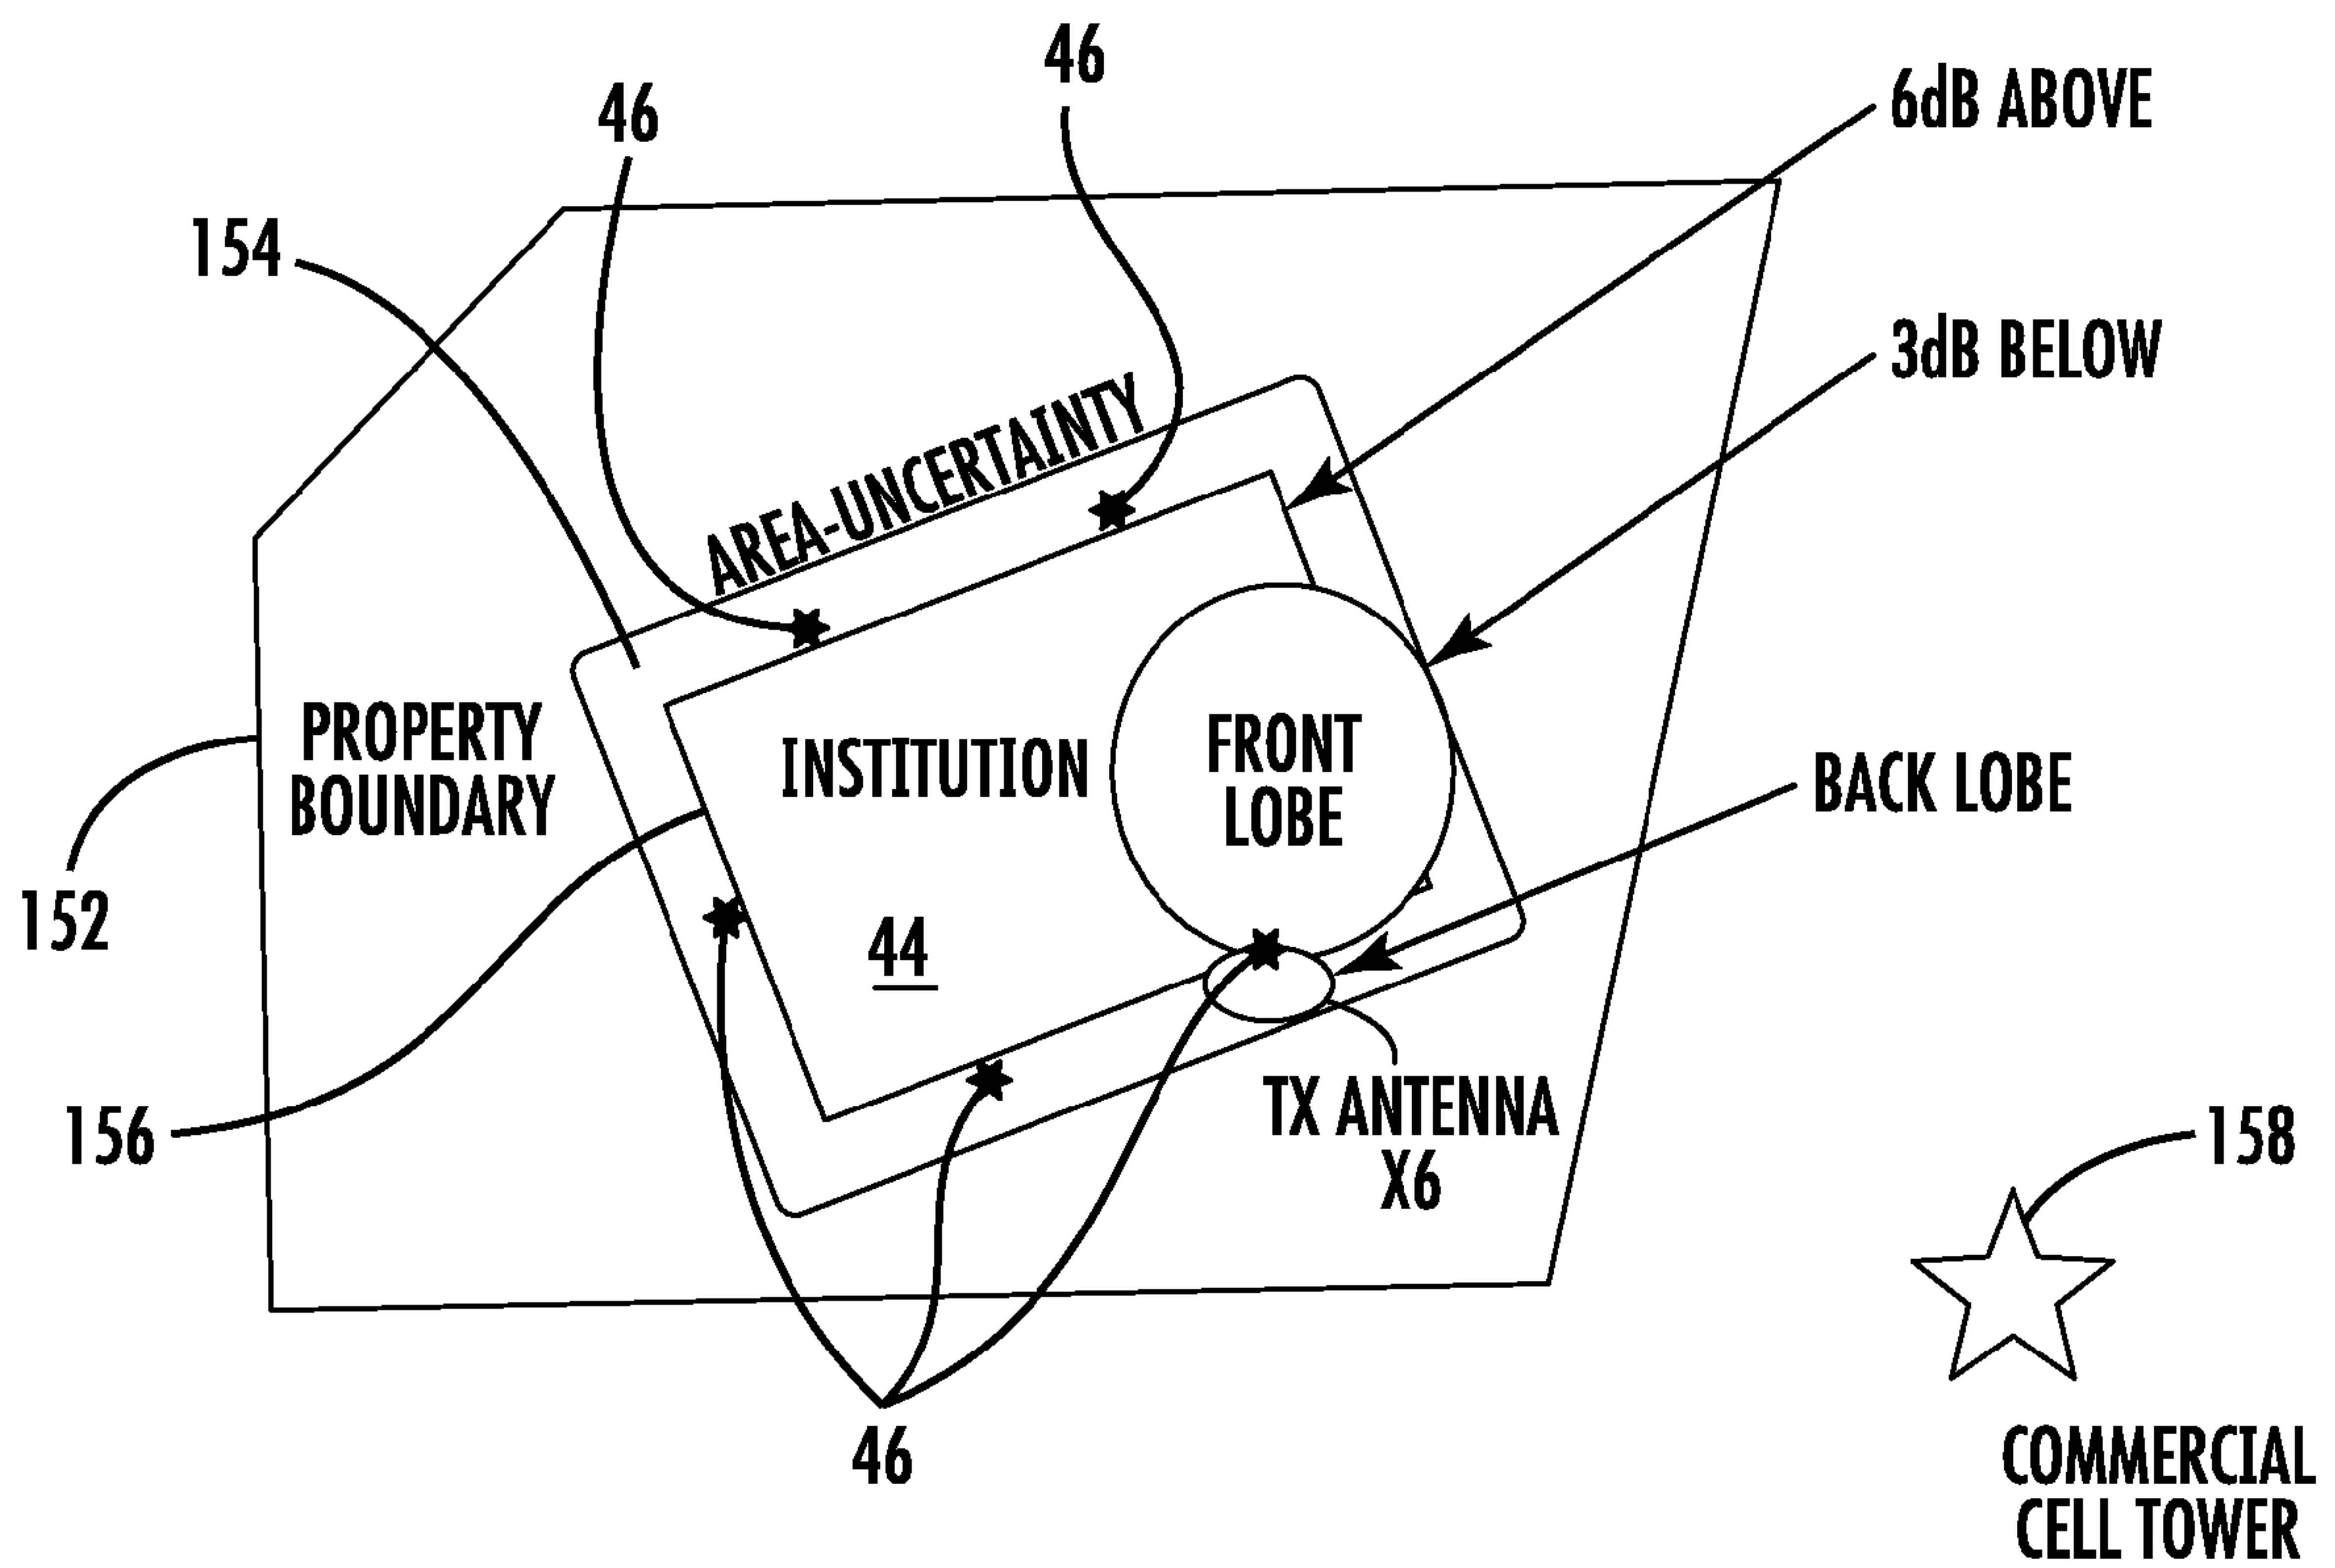 46
46
6dB ABOVE
154
3dB BELOW
AREA-UNCERTAINTY
PROPERTY
BOUNDARY
INSTITUTION
FRONT
LOBE
BACK LOBE
152
44
TX ANTENNA
X6
156
158
46
COMMERCIAL
CELL TOWER